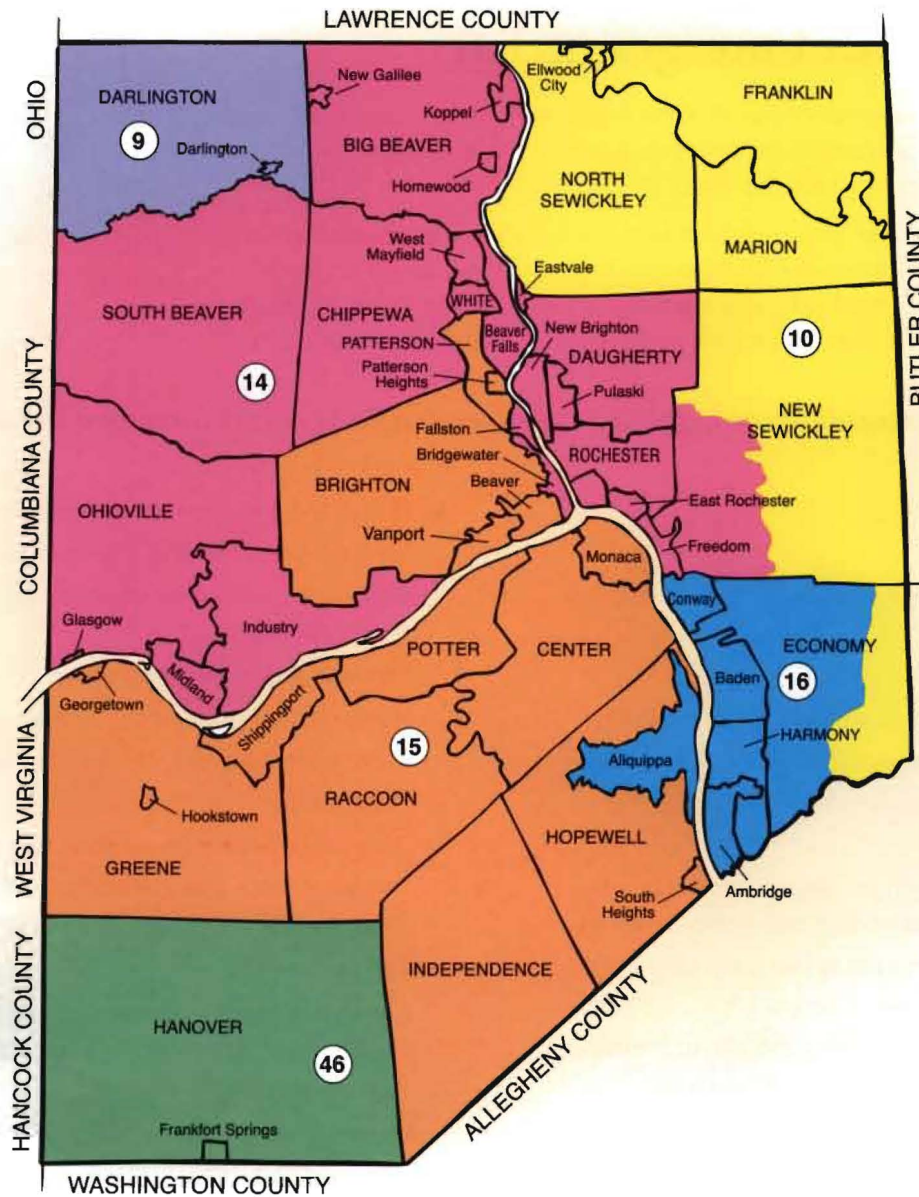 LAWRENCE COUNTY
OHIO
COLUMBIANA COUNTY
WEST VIRGINIA
HANCOCK COUNTY
WASHINGTON COUNTY
ALLEGHENY COUNTY
BUTLER COUNTY
DARLINGTON
9
Darlington
New Galilee
Koppel
BIG BEAVER
Homewood
Ellwood
City
FRANKLIN
NORTH
SEWICKLEY
MARION
West
Mayfield
Eastvale
WHITE
SOUTH BEAVER
14
CHIPPEWA
PATTERSON
Beaver
Falls
New Brighton
DAUGHERTY
10
Patterson
Heights
Pulaski
NEW
SEWICKLEY
Fallston
Bridgewater
ROCHESTER
BRIGHTON
Beaver
East Rochester
OHIOVILLE
Vanport
Monaca
Freedom
Conway
Glasgow
Industry
POTTER
CENTER
ECONOMY
Midland
Georgetown
Baden
16
Shippingport
15
Aliquippa
HARMONY
Hookstown
RACCOON
HOPEWELL
GREENE
South
Heights
Ambridge
INDEPENDENCE
HANOVER
46
Frankfort Springs